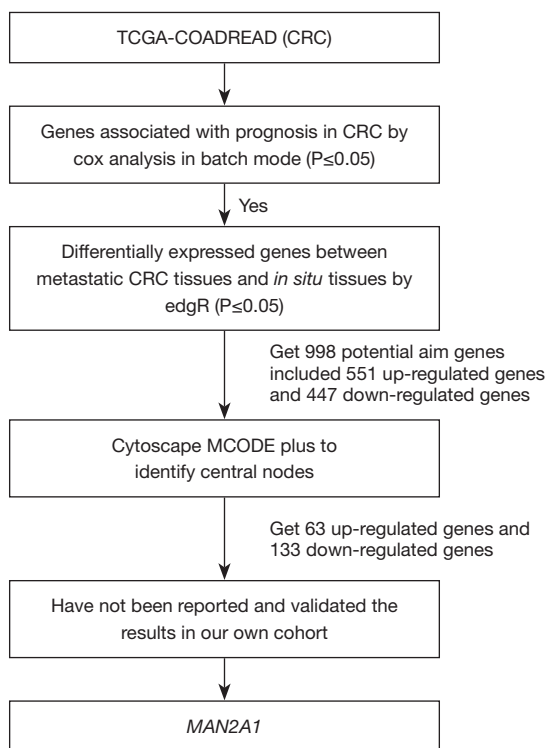 TCGA-COADREAD (CRC)
Genes associated with prognosis in CRC by
cox analysis in batch mode (P≤0.05)
Yes
Differentially expressed genes between
metastatic CRC tissues and in situ tissues by
edgR (P≤0.05)
Get 998 potential aim genes
included 551 up-regulated genes
and 447 down-regulated genes
Cytoscape MCODE plus to
identify central nodes
Get 63 up-regulated genes and
133 down-regulated genes
Have not been reported and validated the
results in our own cohort
MAN2A1